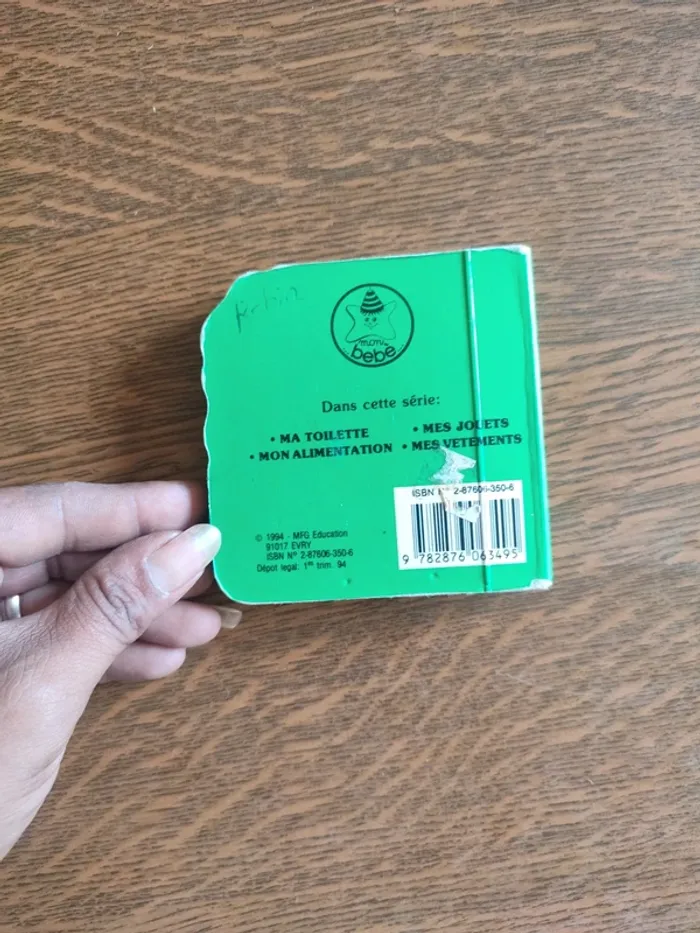 mon
bébé
Dans cette série:
• MA TOILETTE
• MON ALIMENTATION
• MES JOUETS
• MES VETEMENTS
ISBN N° 2-87606-350-6
9 782876 063495
© 1994 - MFG Education
91017 EVRY
ISBN N° 2-87606-350-6
Dépot legal: 1er trim. 94